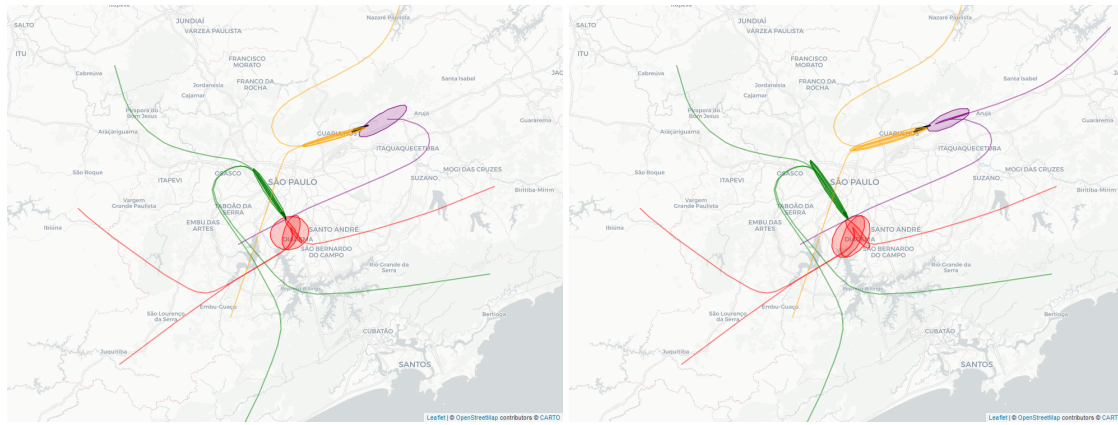 SALTO
JUNDIAÍ
VÁRZEA PAULISTA
Nazaré Paulista
ITU
Cabreúva
FRANCISCO
MORATO
FRANCO DA
ROCHA
Jordanésia
Cajamar
Santa Isabel
JAC
Pirapora do
Bom Jesus
Araçariguama
GUARULHOS
Arujá
Guararema
ITAQUAQUECETUBA
São Roque
ITAPEVI
OSASCO
SÃO PAULO
SUZANO
MOGI DAS CRUZES
Biritiba-Mirim
Vargem
Grande Paulista
TABOÃO DA
SERRA
EMBU DAS
ARTES
Ibiúna
SANTO ANDRÉ
DIADEMA
SÃO BERNARDO
DO CAMPO
Rio Grande da
Serra
Embu-Guaçu
São Lourenço
da Serra
Juquitiba
CUBATÃO
Bertioga
SANTOS
Leaflet | © OpenStreetMap contributors © CARTO
SALTO
JUNDIAÍ
VÁRZEA PAULISTA
Nazaré Paulista
ITU
Cabreúva
FRANCISCO
MORATO
FRANCO DA
ROCHA
Jordanésia
Cajamar
Santa Isabel
JAC
Pirapora do
Bom Jesus
Araçariguama
GUARULHOS
Arujá
Guararema
ITAQUAQUECETUBA
São Roque
ITAPEVI
OSASCO
SÃO PAULO
SUZANO
MOGI DAS CRUZES
Biritiba-Mirim
Vargem
Grande Paulista
TABOÃO DA
SERRA
EMBU DAS
ARTES
Ibiúna
SANTO ANDRÉ
DIADEMA
SÃO BERNARDO
DO CAMPO
Rio Grande da
Serra
Embu-Guaçu
São Lourenço
da Serra
Juquitiba
CUBATÃO
Bertioga
SANTOS
Leaflet | © OpenStreetMap contributors © CART